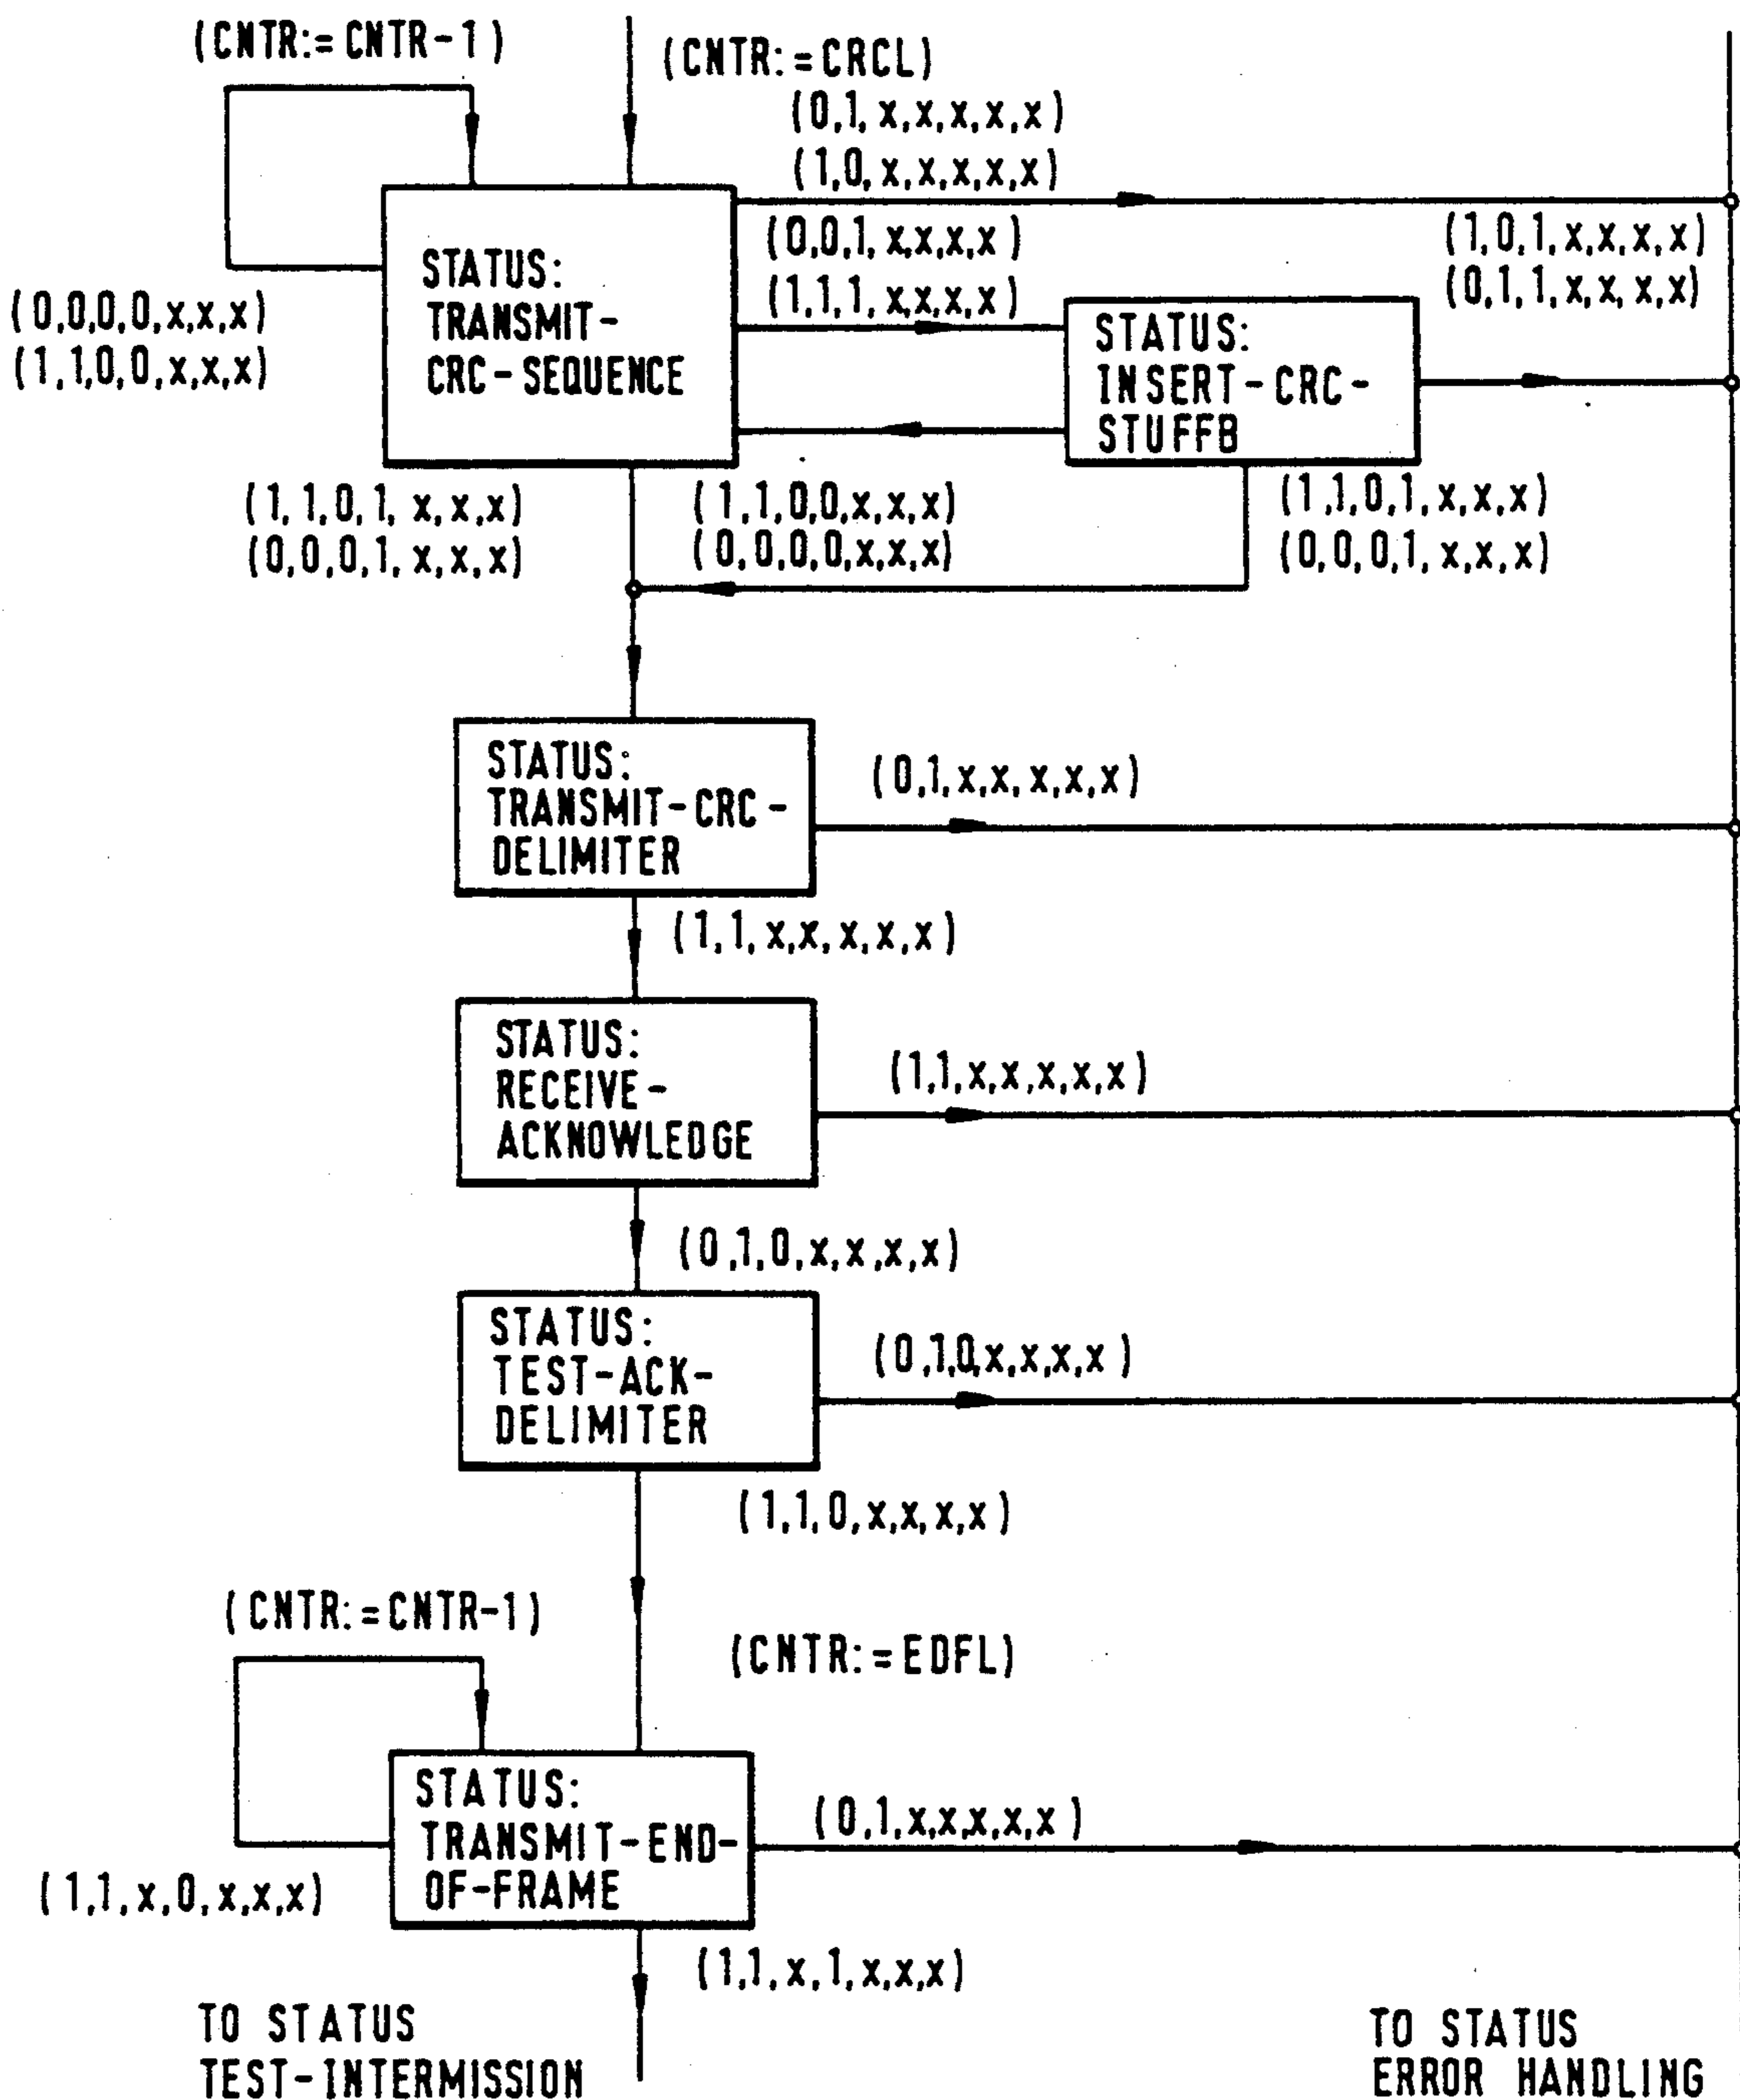 (CNTR:=CNTR-1)
(CNTR:=CRCL)
(0,1,x,x,x,x,x)
(1,0,x,x,x,x,x)
(0,0,1,x,x,x,x)
(1,1,1,x,x,x,x)
(1,0,1,x,x,x,x)
(0,1,1,x,x,x,x)
STATUS:
TRANSMIT-
CRC-SEQUENCE
(0,0,0,0,x,x,x)
(1,1,0,0,x,x,x)
STATUS:
INSERT-CRC-
STUFFB
(1,1,0,1,x,x,x)
(0,0,0,1,x,x,x)
(1,1,0,0,x,x,x)
(0,0,0,0,x,x,x)
(1,1,0,1,x,x,x)
(0,0,0,1,x,x,x)
STATUS:
TRANSMIT-CRC-
DELIMITER
(0,1,x,x,x,x,x)
(1,1,x,x,x,x,x)
STATUS:
RECEIVE-
ACKNOWLEDGE
(1,1,x,x,x,x,x)
(0,1,0,x,x,x,x)
STATUS:
TEST-ACK-
DELIMITER
(0,1,0,x,x,x,x)
(1,1,0,x,x,x,x)
(CNTR:=CNTR-1)
(CNTR:=EDFL)
STATUS:
TRANSMIT-END-
OF-FRAME
(0,1,x,x,x,x,x)
(1,1,x,0,x,x,x)
(1,1,x,1,x,x,x)
TO STATUS
TEST-INTERMISSION
TO STATUS
ERROR HANDLING